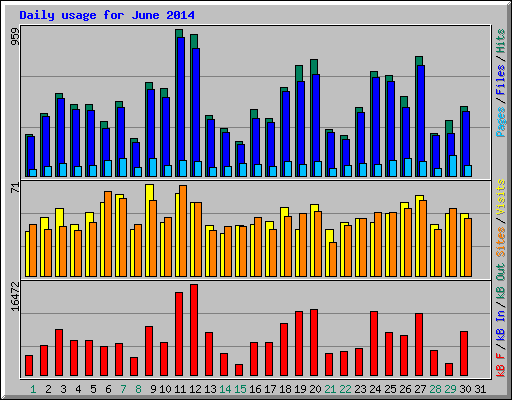 Daily usage for June 2014
959
Pages / Files / Hits
71
Sites / Visits
16472
kB F / kB In / kB Out
1 2 3 4 5 6 7 8 9 10 11 12 13 14 15 16 17 18 19 20 21 22 23 24 25 26 27 28 29 30 31